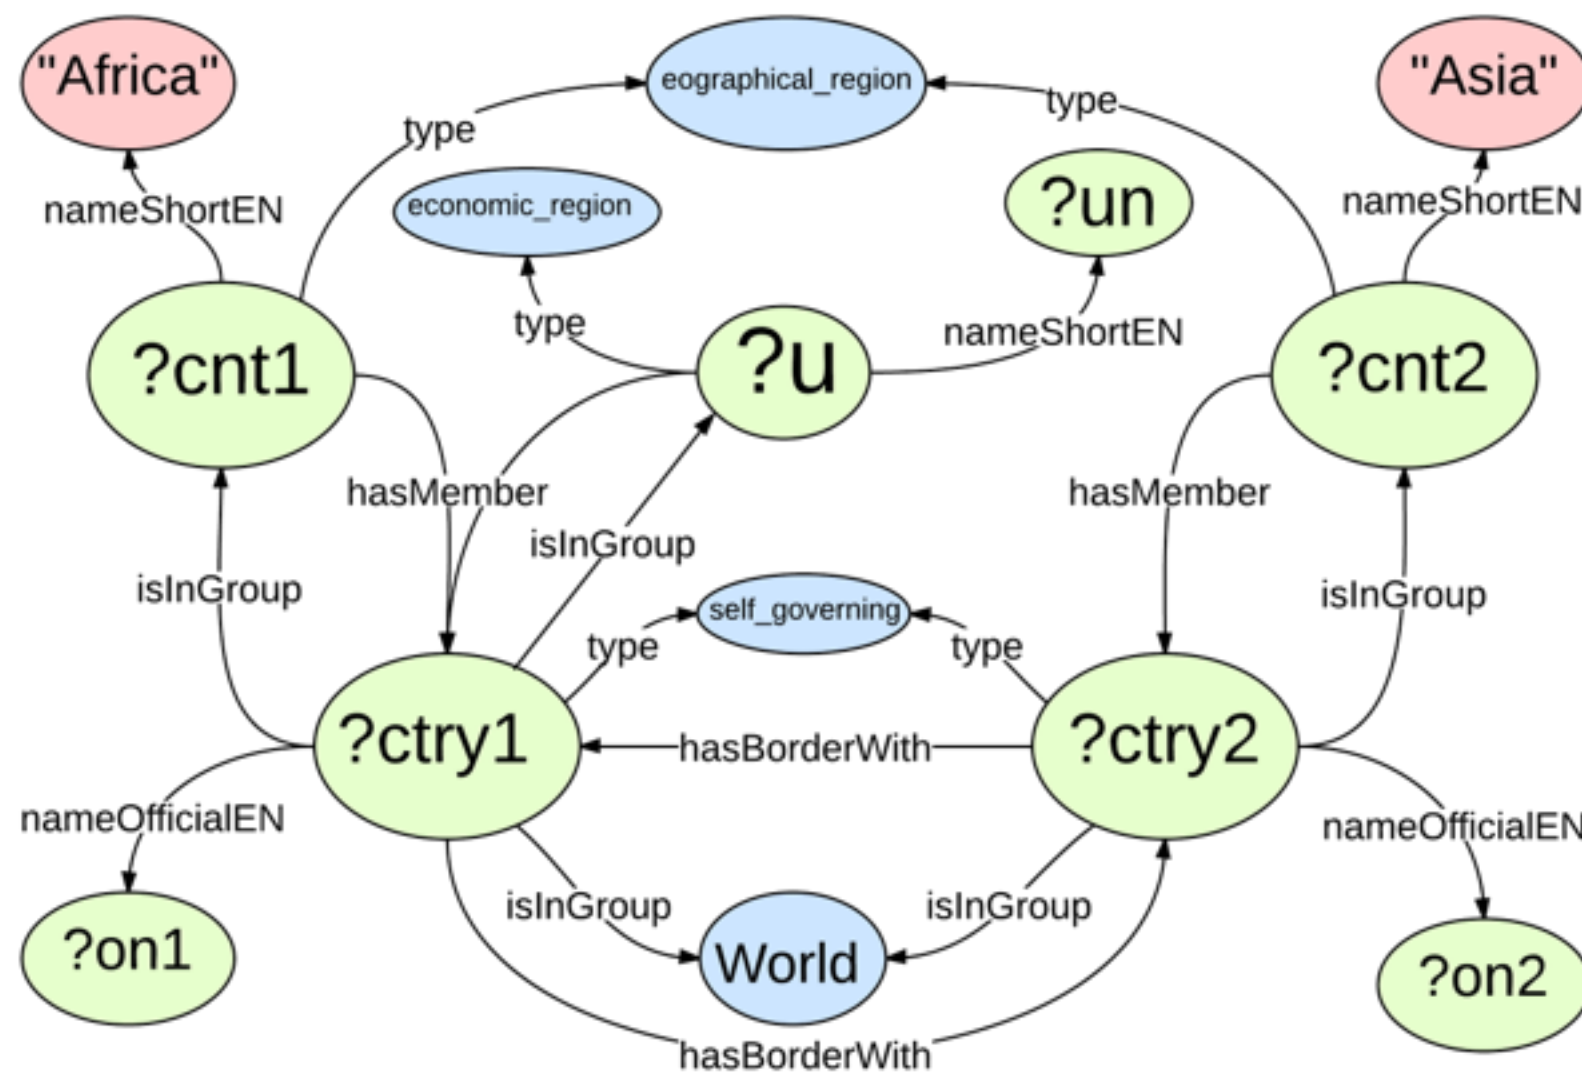 "Africa"
eographical_region
"Asia"
type
type
economic_region
?un
nameShortEN
nameShortEN
type
nameShortEN
?cnt1
?u
?cnt2
hasMember
hasMember
isInGroup
isInGroup
isInGroup
self_governing
type
type
?ctry1
hasBorderWith
?ctry2
nameOfficialEN
nameOfficialEN
isInGroup
isInGroup
?on1
World
?on2
hasBorderWith